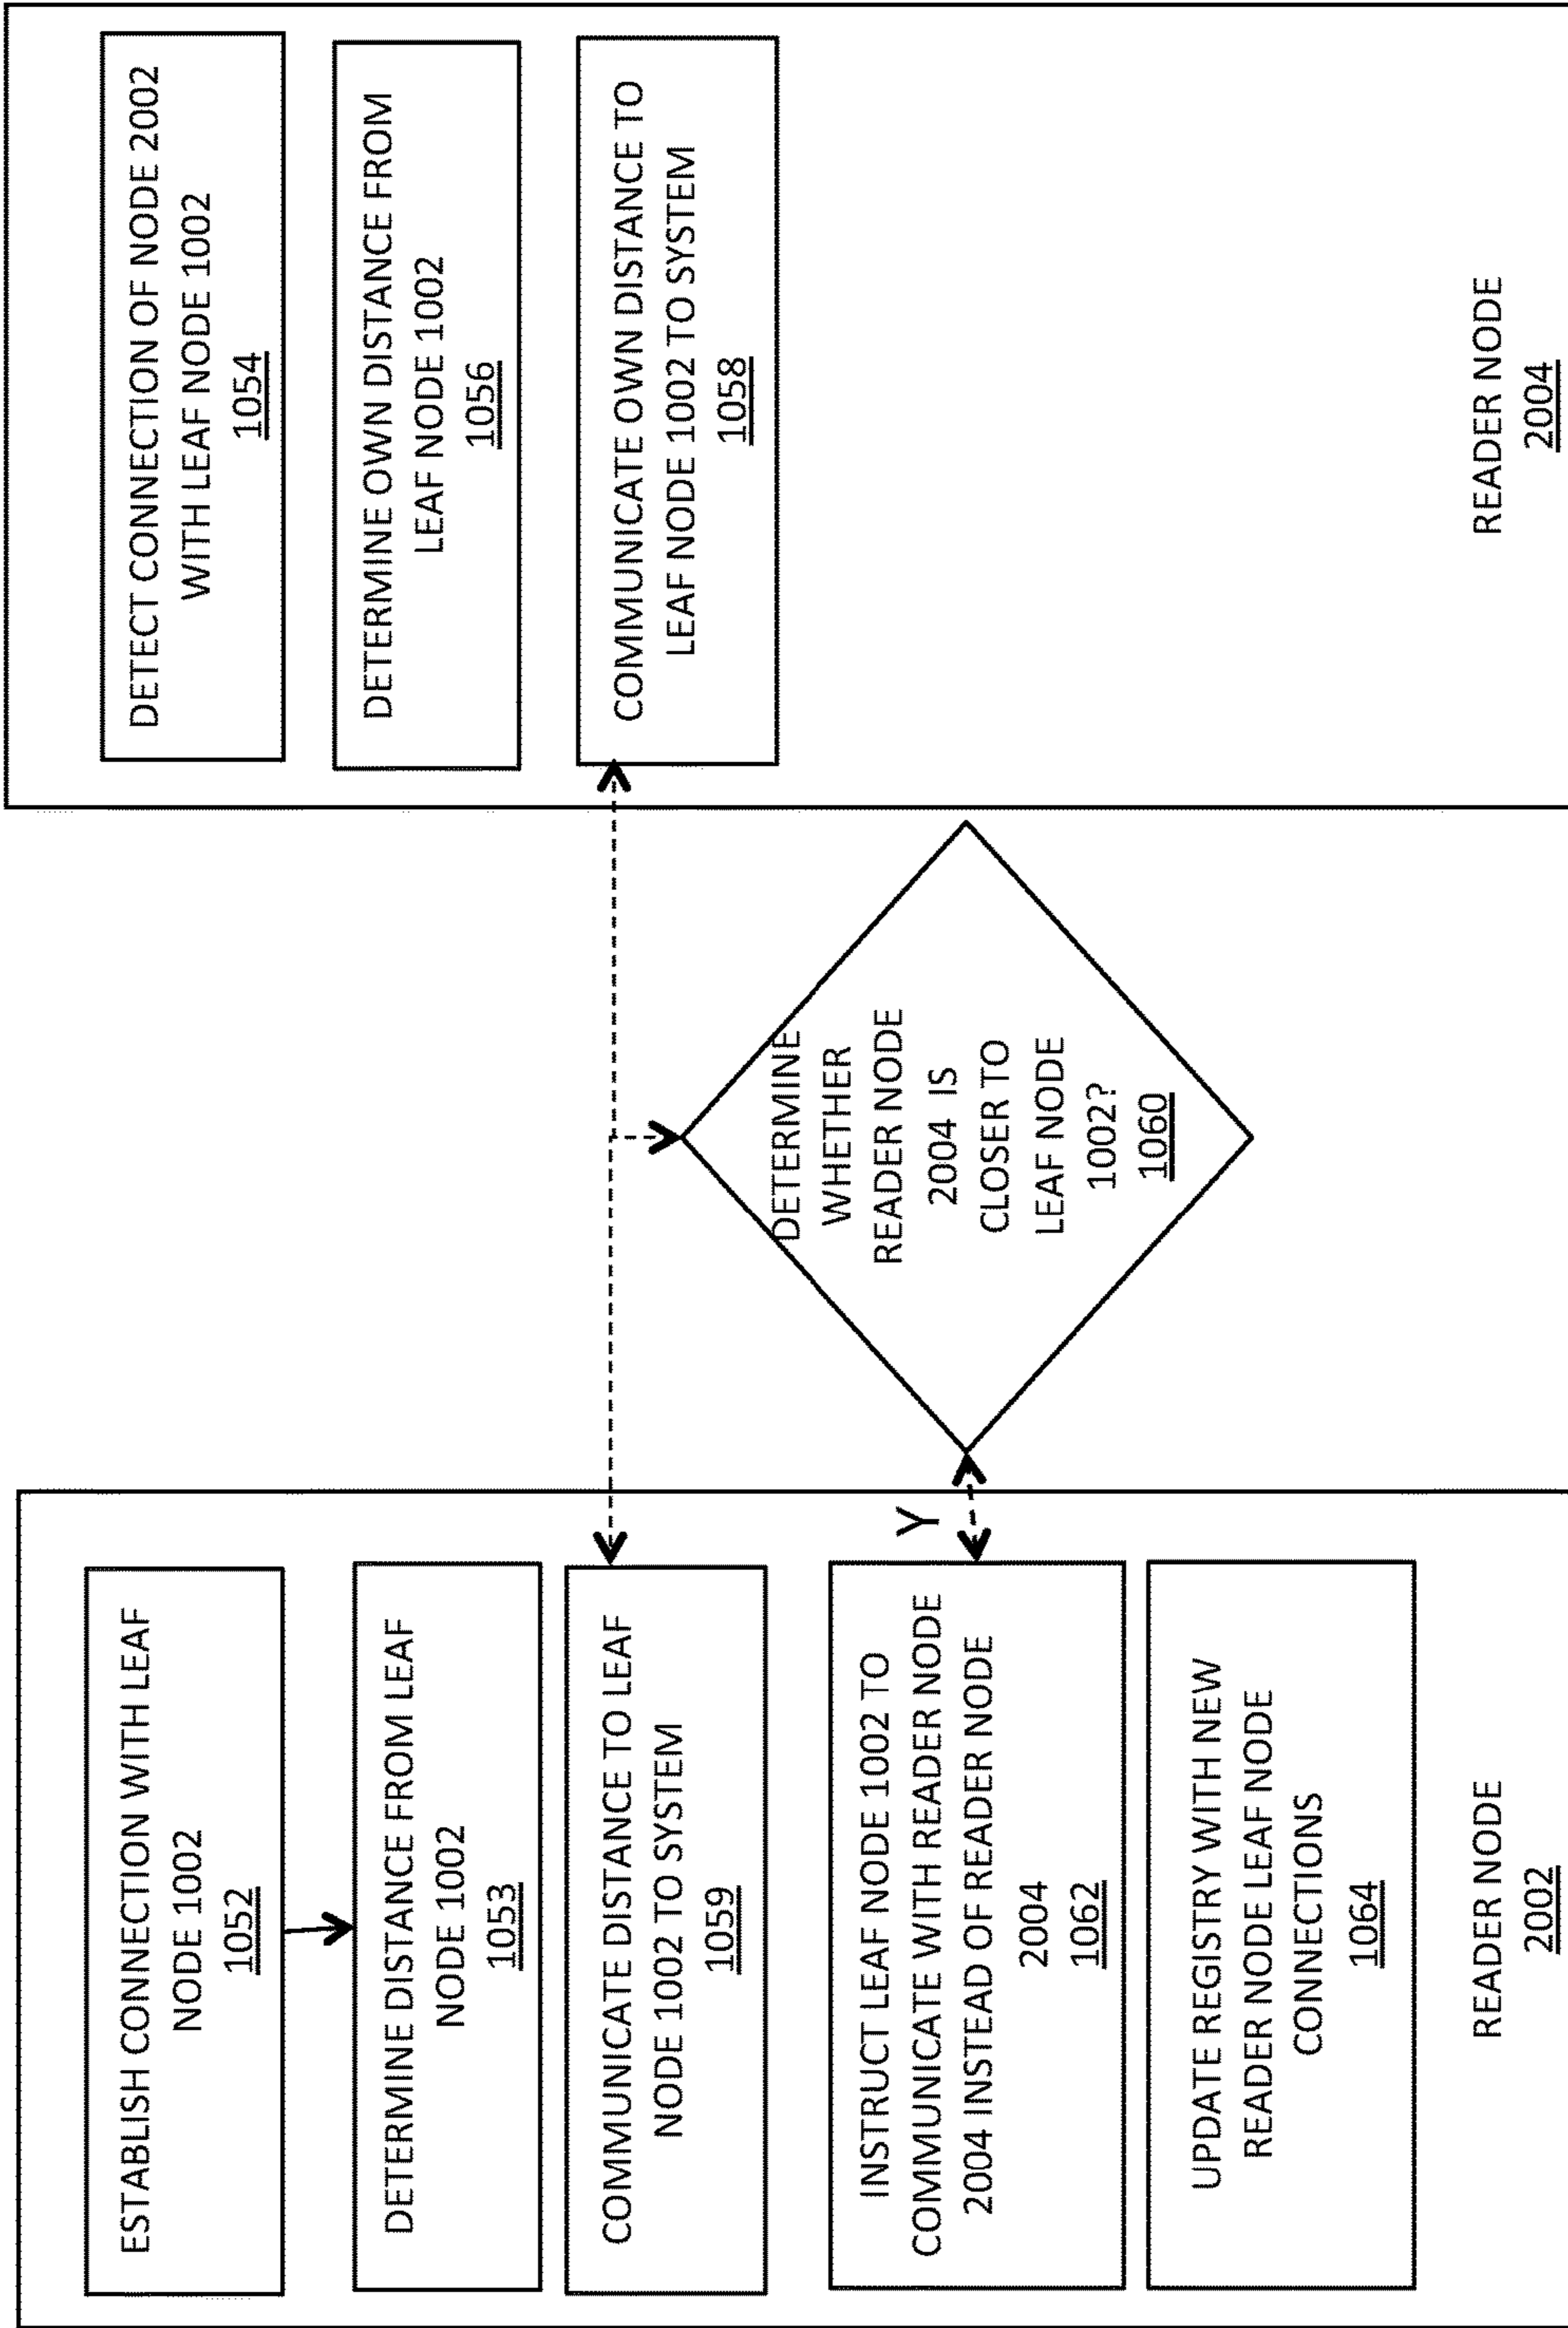 ESTABLISH CONNECTION WITH LEAF
NODE 1002
1052
DETERMINE DISTANCE FROM LEAF
NODE 1002
1053
COMMUNICATE DISTANCE TO LEAF
NODE 1002 TO SYSTEM
1059
INSTRUCT LEAF NODE 1002 TO
COMMUNICATE WITH READER NODE
2004 INSTEAD OF READER NODE
2004
1062
UPDATE REGISTRY WITH NEW
READER NODE LEAF NODE
CONNECTIONS
1064
READER NODE
2002
Y
DETERMINE
WHETHER
READER NODE
2004 IS
CLOSER TO
LEAF NODE
1002?
1060
DETECT CONNECTION OF NODE 2002
WITH LEAF NODE 1002
1054
DETERMINE OWN DISTANCE FROM
LEAF NODE 1002
1056
COMMUNICATE OWN DISTANCE TO
LEAF NODE 1002 TO SYSTEM
1058
READER NODE
2004